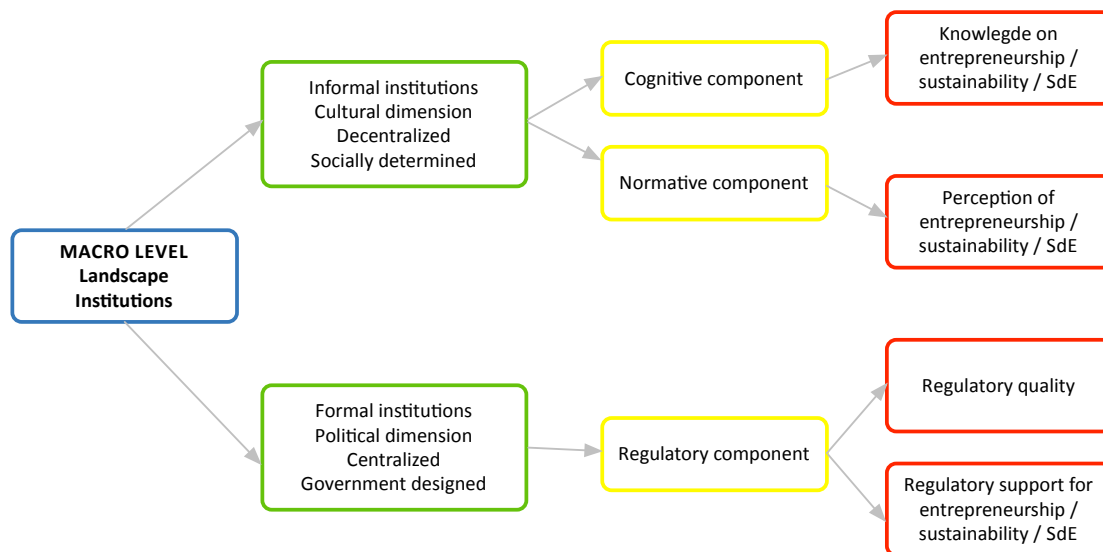 MACRO LEVEL
Landscape
Institutions
Informal institutions
Cultural dimension
Decentralized
Socially determined
Cognitive component
Knowlegde on
entrepreneurship /
sustainability / SdE
Normative component
Perception of
entrepreneurship /
sustainability / SdE
Formal institutions
Political dimension
Centralized
Government designed
Regulatory component
Regulatory quality
Regulatory support for
entrepreneurship /
sustainability / SdE